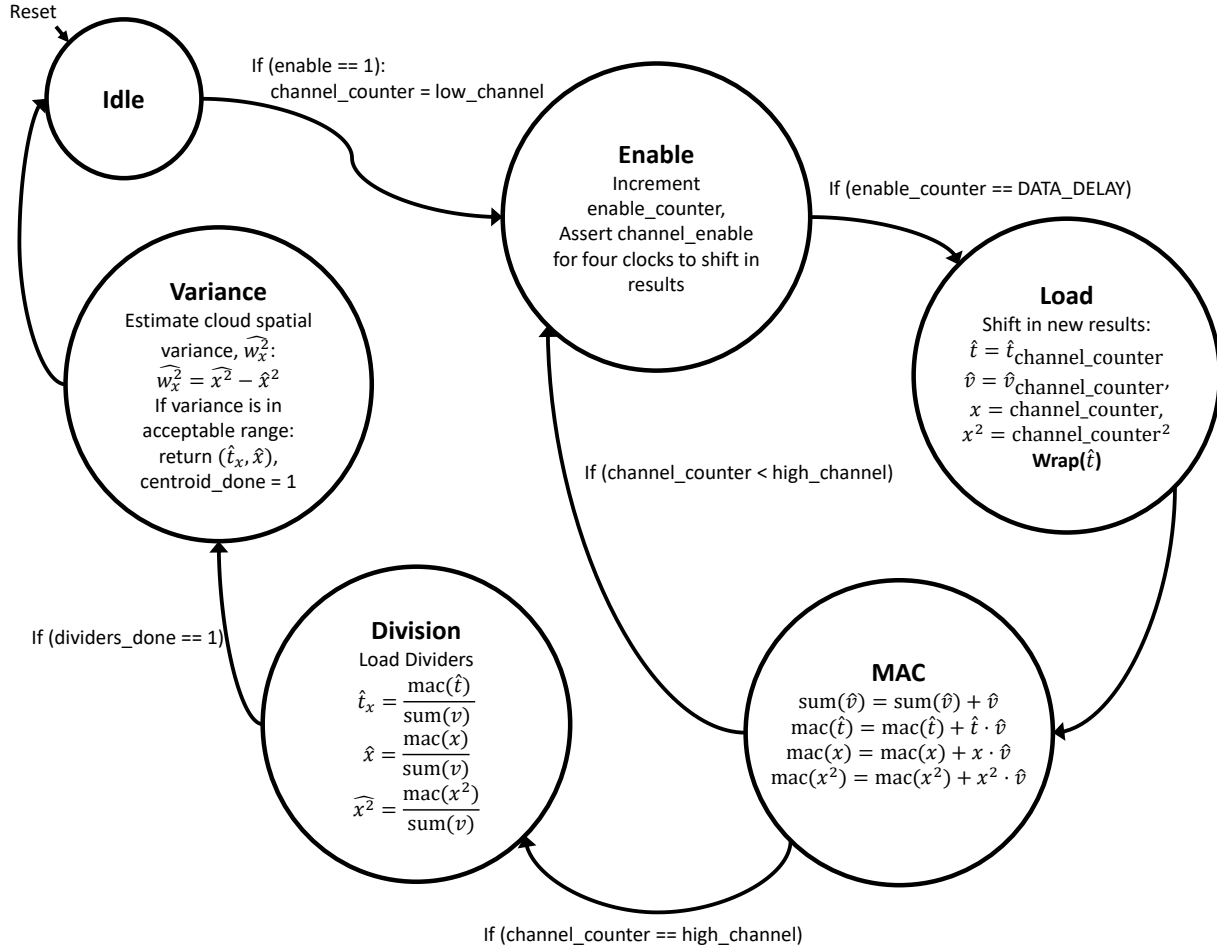 Reset
Idle
If (enable == 1):
channel_counter = low_channel
Enable
Increment
enable_counter,
Assert channel_enable
for four clocks to shift in
results
If (enable_counter == DATA_DELAY)
Load
Shift in new results:
t̂ = t̂_channel_counter
v̂ = v̂_channel_counter,
x = channel_counter,
x² = channel_counter²
Wrap(t̂)
If (channel_counter < high_channel)
MAC
sum(v̂) = sum(v̂) + v̂
mac(t̂) = mac(t̂) + t̂ · v̂
mac(x) = mac(x) + x · v̂
mac(x²) = mac(x²) + x² · v̂
If (channel_counter == high_channel)
Division
Load Dividers
t̂ₓ = mac(t̂) / sum(v)
x̂ = mac(x) / sum(v)
x²̂ = mac(x²) / sum(v)
If (dividers_done == 1)
Variance
Estimate cloud spatial
variance, ŵₓ²:
ŵₓ² = x²̂ − x̂²
If variance is in
acceptable range:
return (t̂ₓ, x̂),
centroid_done = 1